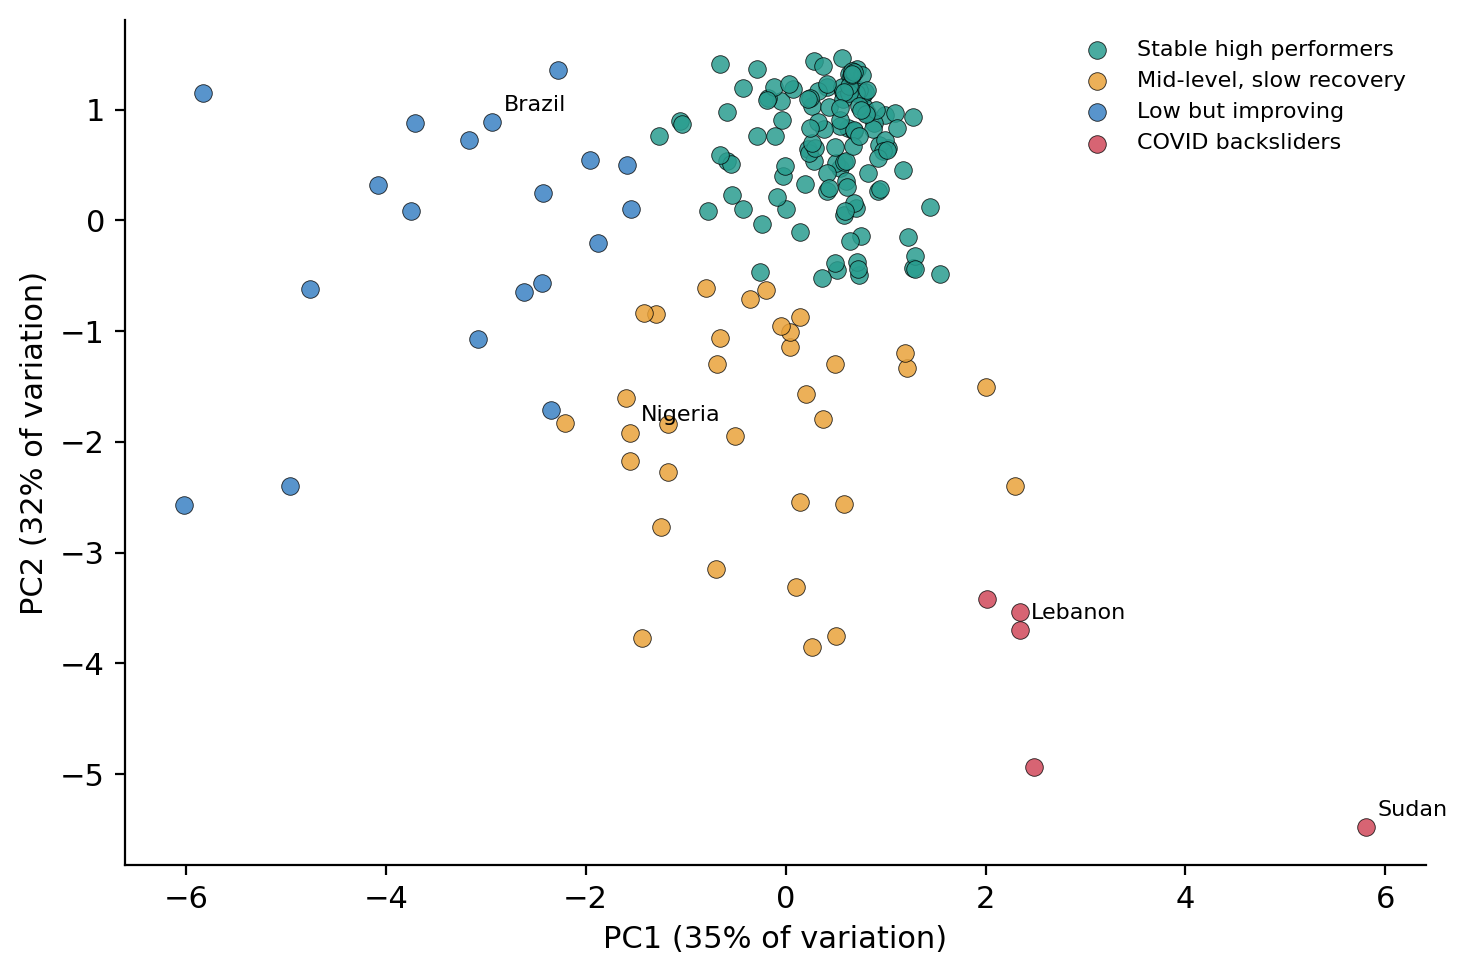 Stable high performers
Mid-level, slow recovery
Low but improving
COVID backsliders
Brazil
Nigeria
Lebanon
Sudan
1
0
−1
−2
−3
−4
−5
PC2 (32% of variation)
−6
−4
−2
0
2
4
6
PC1 (35% of variation)